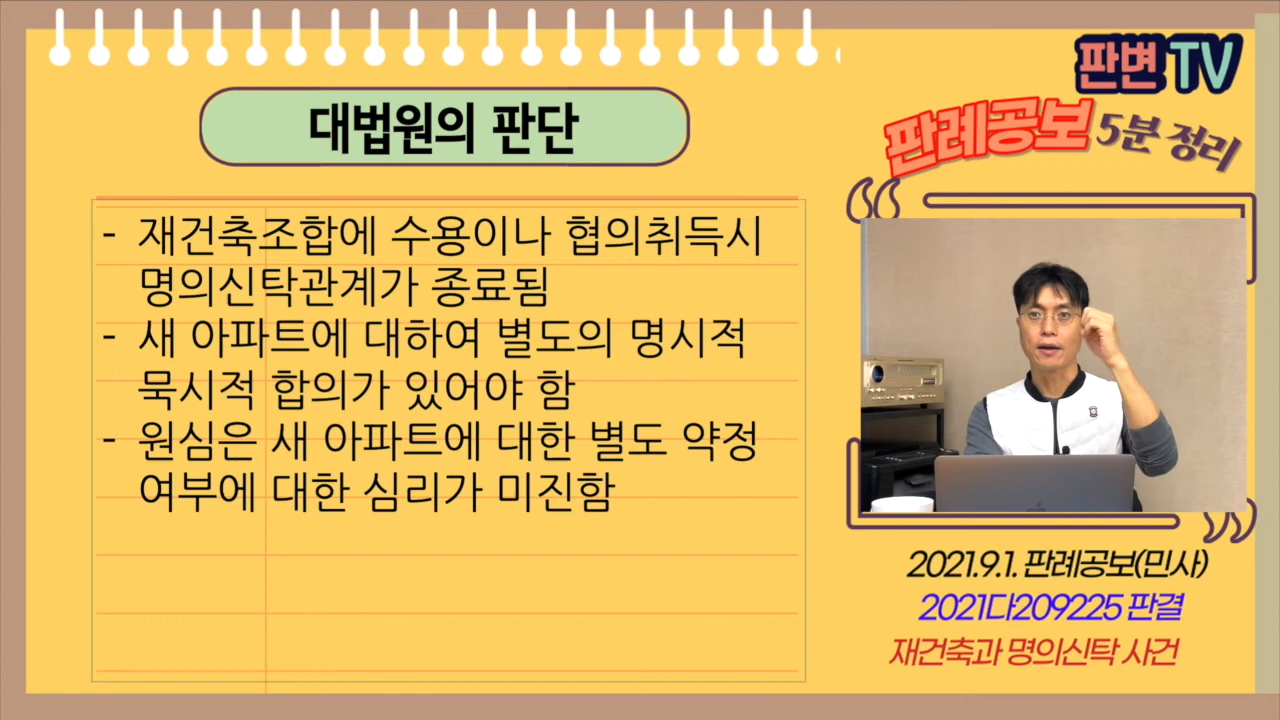 판변 TV
판례공보 5분 정리
대법원의 판단
- 재건축조합에 수용이나 협의취득시
명의신탁관계가 종료됨
- 새 아파트에 대하여 별도의 명시적
묵시적 합의가 있어야 함
- 원심은 새 아파트에 대한 별도 약정
여부에 대한 심리가 미진함
2021.9.1. 판례공보(민사)
2021다209225 판결
재건축과 명의신탁 사건